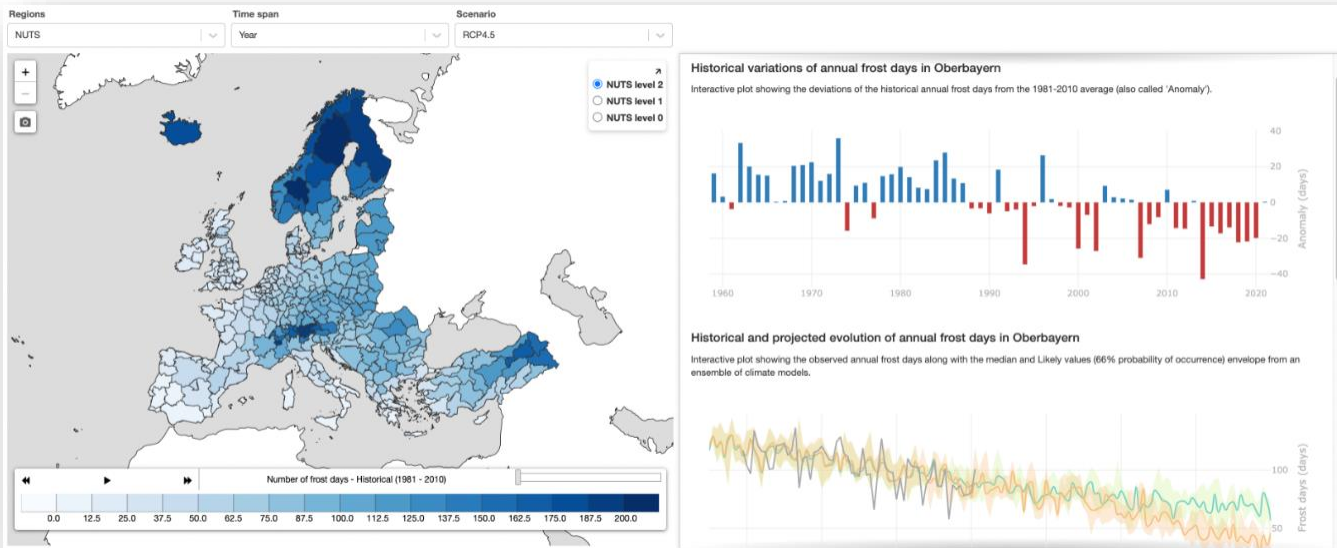 Regions
Time span
Scenario
NUTS
Year
RCP4.5
+
−
NUTS level 2
NUTS level 1
NUTS level 0
Number of frost days - Historical (1981 - 2010)
0.0 12.5 25.0 37.5 50.0 62.5 75.0 87.5 100.0 112.5 125.0 137.5 150.0 162.5 175.0 187.5 200.0
Historical variations of annual frost days in Oberbayern
Interactive plot showing the deviations of the historical annual frost days from the 1981-2010 average (also called 'Anomaly').
40
20
0
−20
−40
Anomaly (days)
1960 1970 1980 1990 2000 2010 2020
Historical and projected evolution of annual frost days in Oberbayern
Interactive plot showing the observed annual frost days along with the median and Likely values (66% probability of occurrence) envelope from an
ensemble of climate models.
100
50
Frost days (days)